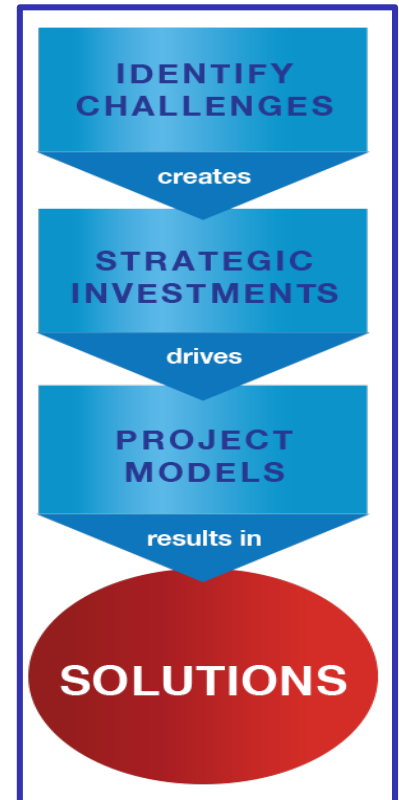 IDENTIFY
CHALLENGES
creates
STRATEGIC
INVESTMENTS
drives
PROJECT
MODELS
results in
SOLUTIONS